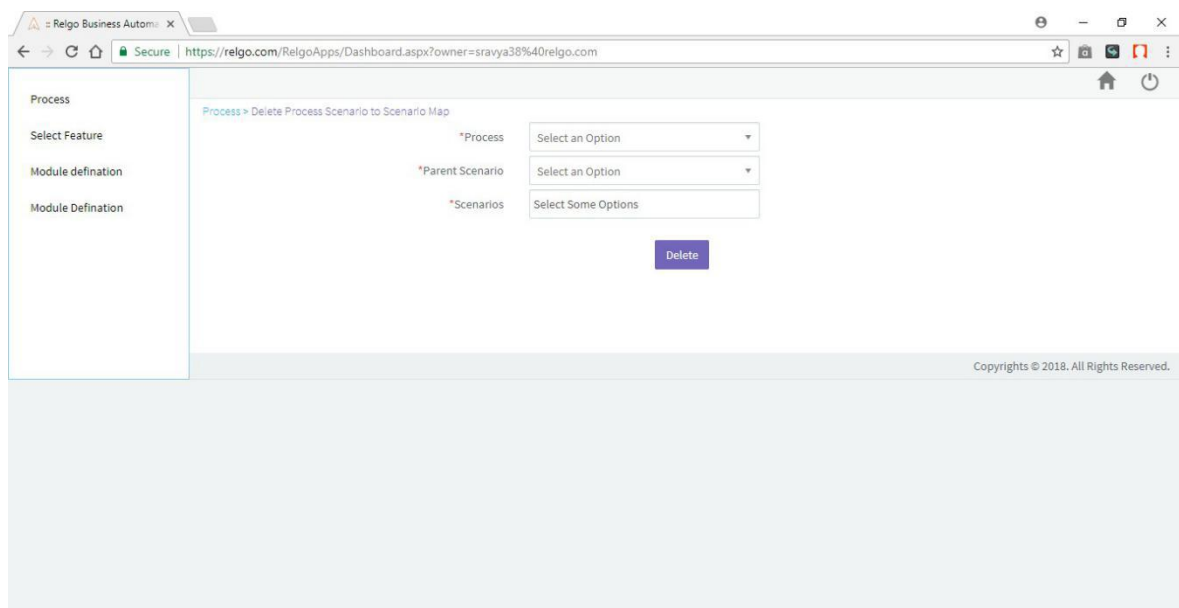 :: Relgo Business Automa
Secure | https://relgo.com/RelgoApps/Dashboard.aspx?owner=sravya38%40relgo.com
Process
Select Feature
Module defination
Module Defination
Process > Delete Process Scenario to Scenario Map
*Process Select an Option
*Parent Scenario Select an Option
*Scenarios Select Some Options
Delete
Copyrights © 2018. All Rights Reserved.